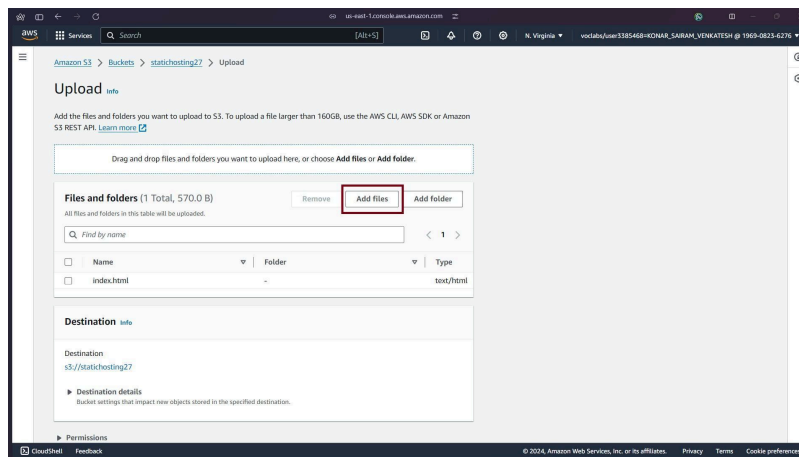 us-east-1.console.aws.amazon.com
aws Services Search [Alt+S] N. Virginia voclabs/user3385468=KONAR_SAIRAM_VENKATESH @ 1969-0823-6276
Amazon S3 > Buckets > statichosting27 > Upload
Upload Info
Add the files and folders you want to upload to S3. To upload a file larger than 160GB, use the AWS CLI, AWS SDK or Amazon
S3 REST API. Learn more
Drag and drop files and folders you want to upload here, or choose Add files or Add folder.
Files and folders (1 Total, 570.0 B) Remove Add files Add folder
All files and folders in this table will be uploaded.
Find by name < 1 >
Name Folder Type
index.html - text/html
Destination Info
Destination
s3://statichosting27
Destination details
Bucket settings that impact new objects stored in the specified destination.
Permissions
CloudShell Feedback © 2024, Amazon Web Services, Inc. or its affiliates. Privacy Terms Cookie preferences